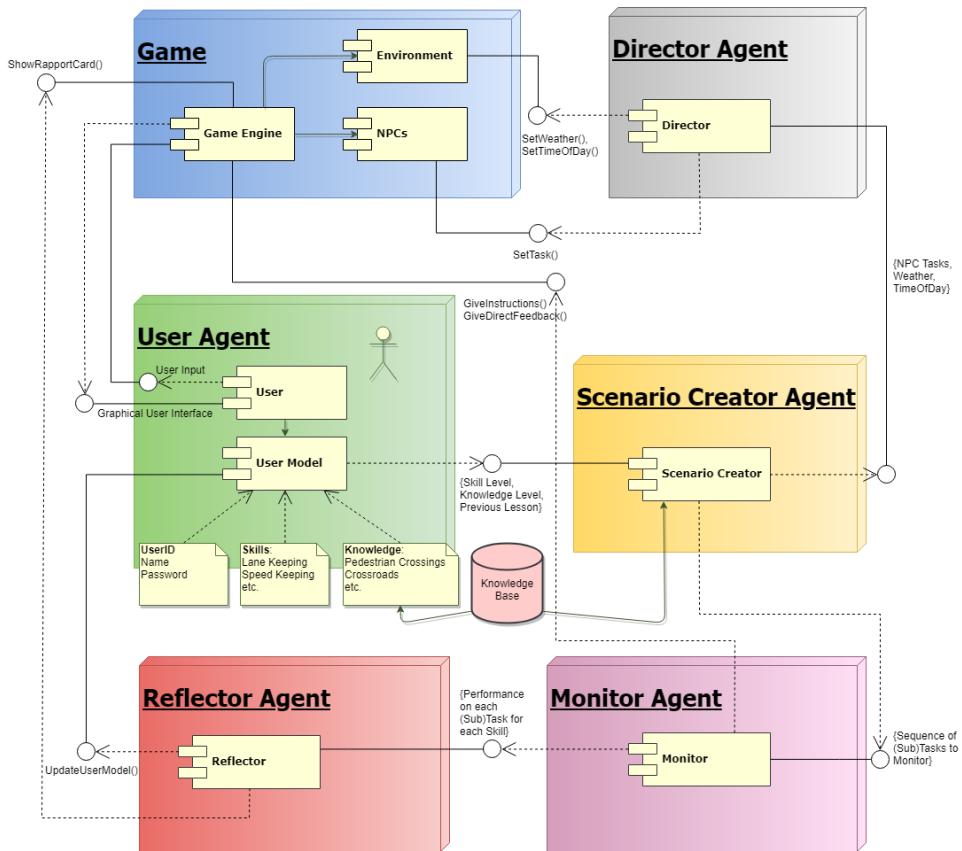 Game
Environment
Game Engine
NPCs
ShowRapportCard()
Director Agent
Director
SetWeather(),
SetTimeOfDay()
SetTask()
{NPC Tasks,
Weather,
TimeOfDay}
GiveInstructions()
GiveDirectFeedback()
User Agent
User Input
User
Graphical User Interface
User Model
{Skill Level,
Knowledge Level,
Previous Lesson}
Scenario Creator Agent
Scenario Creator
UserID
Name
Password
Skills:
Lane Keeping
Speed Keeping
etc.
Knowledge:
Pedestrian Crossings
Crossroads
etc.
Knowledge
Base
Reflector Agent
Reflector
UpdateUserModel()
{Performance
on each
(Sub)Task for
each Skill}
Monitor Agent
Monitor
{Sequence of
(Sub)Tasks to
Monitor}